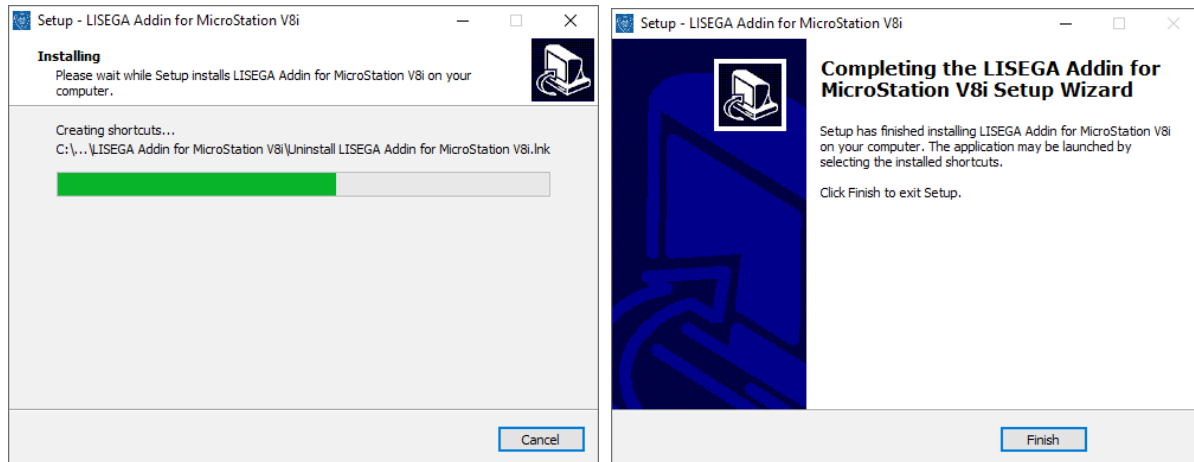 Setup - LISEGA Addin for MicroStation V8i
Installing
Please wait while Setup installs LISEGA Addin for MicroStation V8i on your
computer.
Creating shortcuts...
C:\...\LISEGA Addin for MicroStation V8i\Uninstall LISEGA Addin for MicroStation V8i.lnk
Cancel
Setup - LISEGA Addin for MicroStation V8i
Completing the LISEGA Addin for
MicroStation V8i Setup Wizard
Setup has finished installing LISEGA Addin for MicroStation V8i
on your computer. The application may be launched by
selecting the installed shortcuts.
Click Finish to exit Setup.
Finish